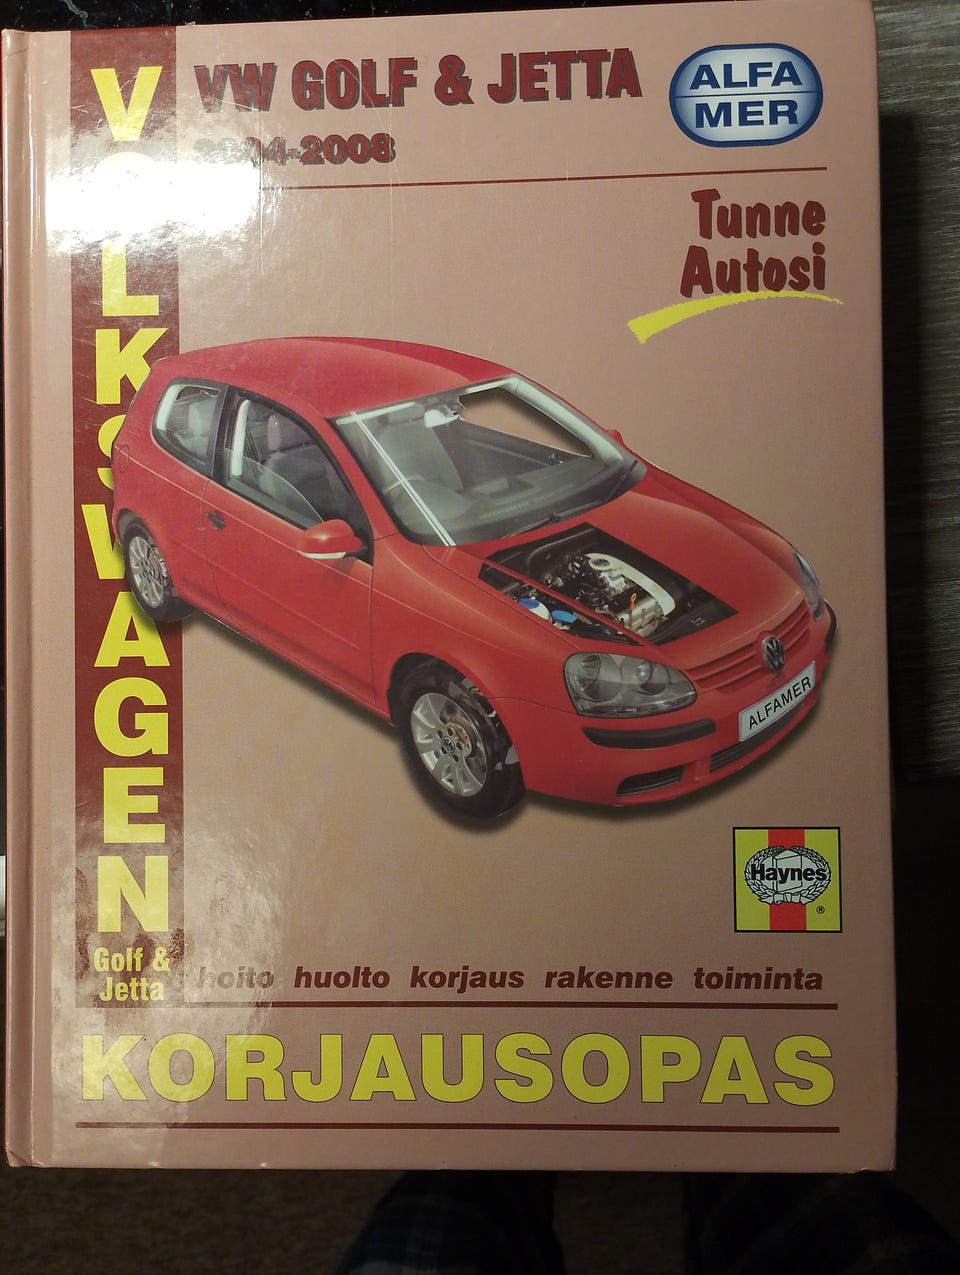 VW GOLF & JETTA
2004-2008
ALFA
MER
Tunne
Autosi
VOLKSWAGEN
Golf &
Jetta
ALFAMER
Haynes
®
hoito huolto korjaus rakenne toiminta
KORJAUSOPAS